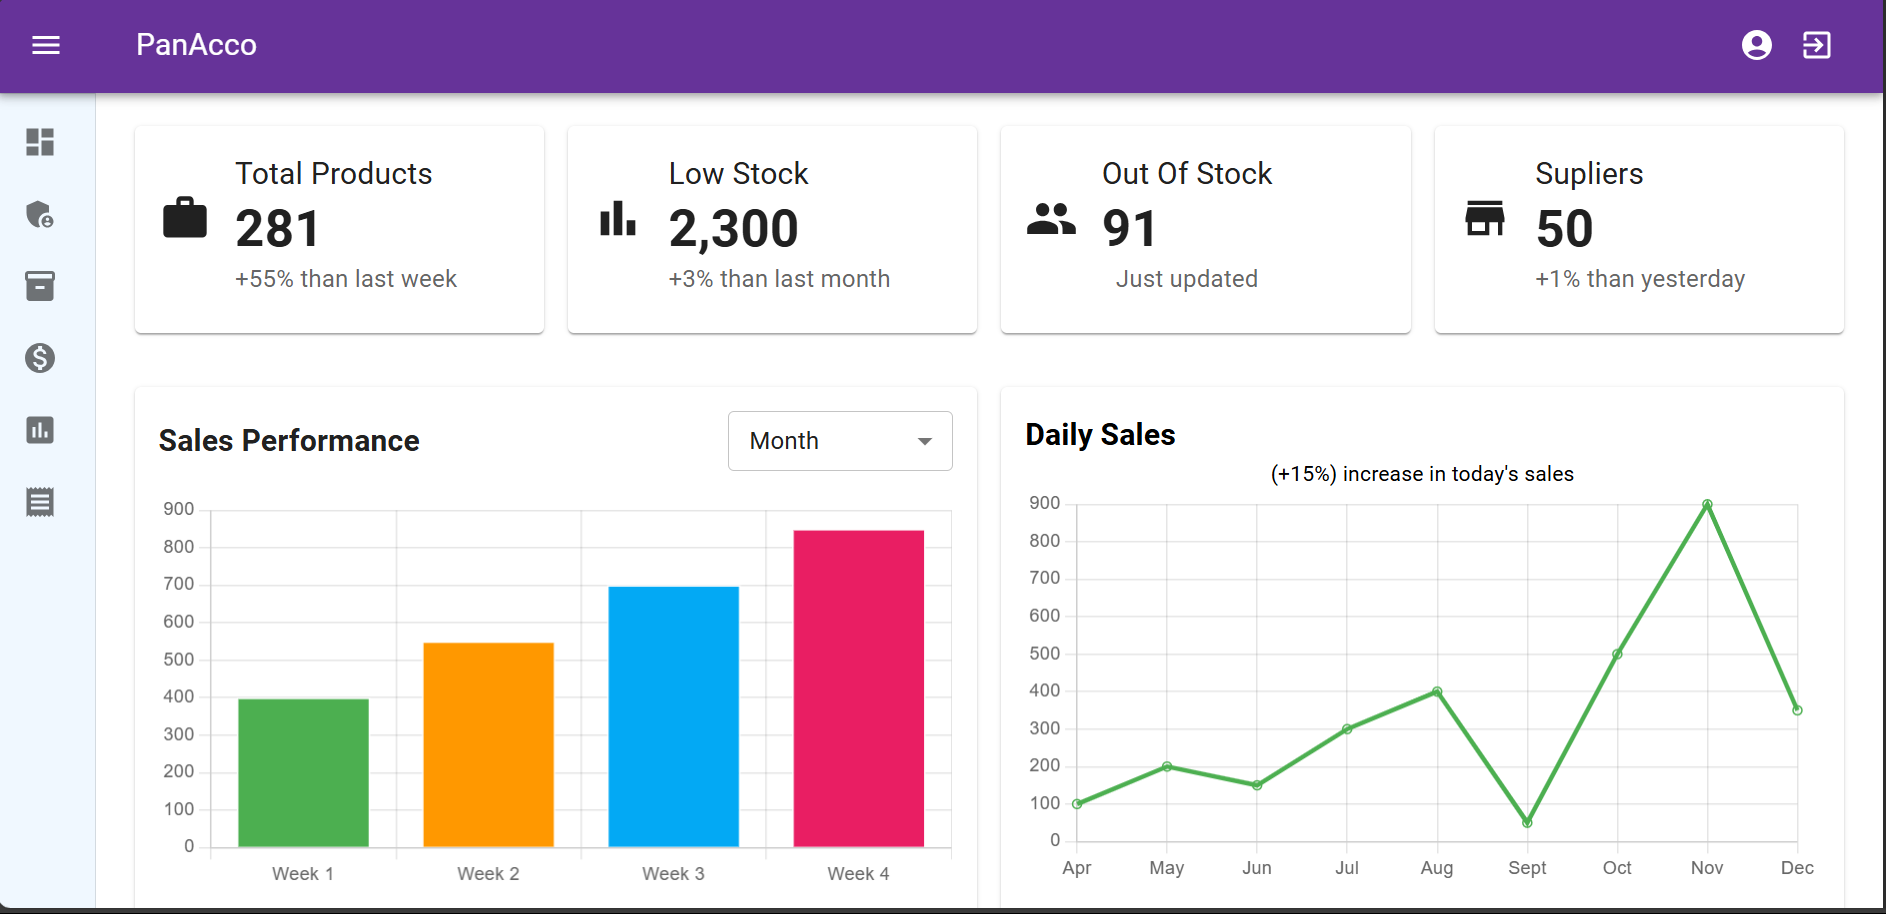 PanAcco
Total Products
281
+55% than last week
Low Stock
2,300
+3% than last month
Out Of Stock
91
Just updated
Supliers
50
+1% than yesterday
Sales Performance
Month
900
800
700
600
500
400
300
200
100
0
Week 1 Week 2 Week 3 Week 4
Daily Sales
(+15%) increase in today's sales
900
800
700
600
500
400
300
200
100
0
Apr May Jun Jul Aug Sept Oct Nov Dec